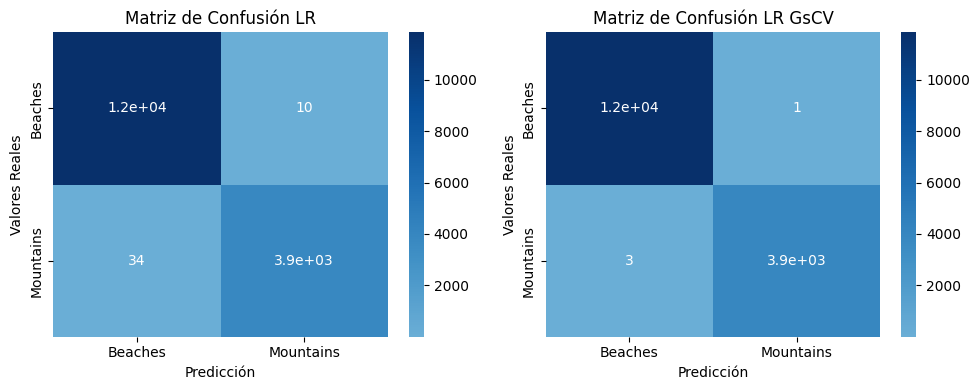 Matriz de Confusión LR
Valores Reales
Beaches
Mountains
1.2e+04
10
34
3.9e+03
Beaches
Mountains
Predicción
10000
8000
6000
4000
2000
Matriz de Confusión LR GsCV
Valores Reales
Beaches
Mountains
1.2e+04
1
3
3.9e+03
Beaches
Mountains
Predicción
10000
8000
6000
4000
2000